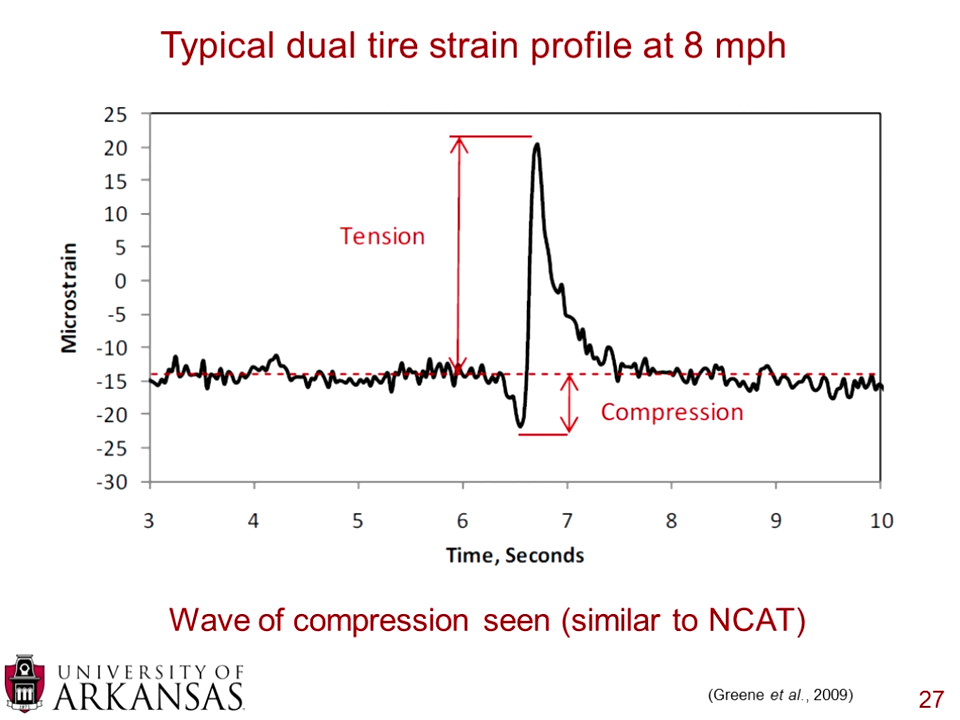 Typical dual tire strain profile at 8 mph
25
20
15
10
5
0
-5
-10
-15
-20
-25
-30
Microstrain
Tension
Compression
3 4 5 6 7 8 9 10
Time, Seconds
Wave of compression seen (similar to NCAT)
UNIVERSITY OF
ARKANSAS
(Greene et al., 2009)
27